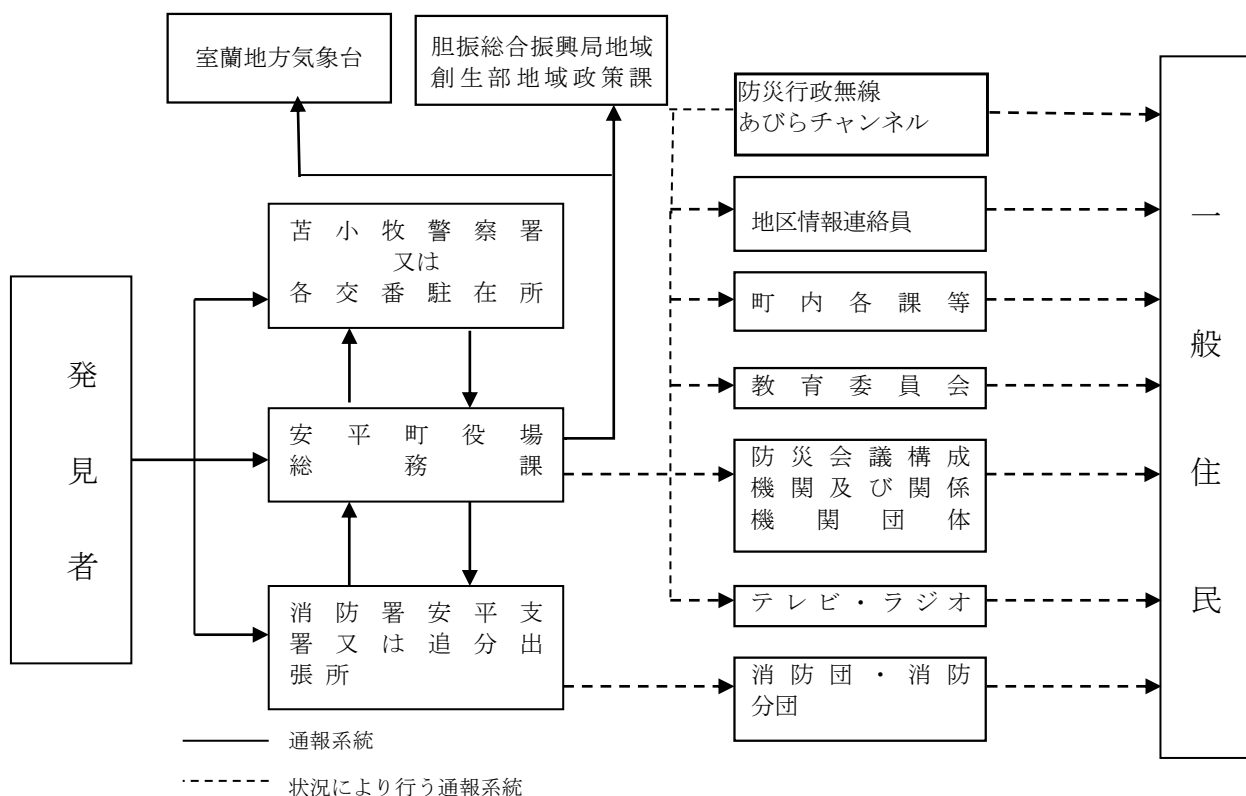 室蘭地方気象台
胆振総合振興局地域
創生部地域政策課
防災行政無線
あびらチャンネル
苫小牧警察署
又は
各交番駐在所
地区情報連絡員
町内各課等
発見者
教育委員会
安平町役場
総務課
防災会議構成
機関及び関係
機関団体
消防署安平支
署又は追分出
張所
テレビ・ラジオ
消防団・消防
分団
一般住民
通報系統
状況により行う通報系統